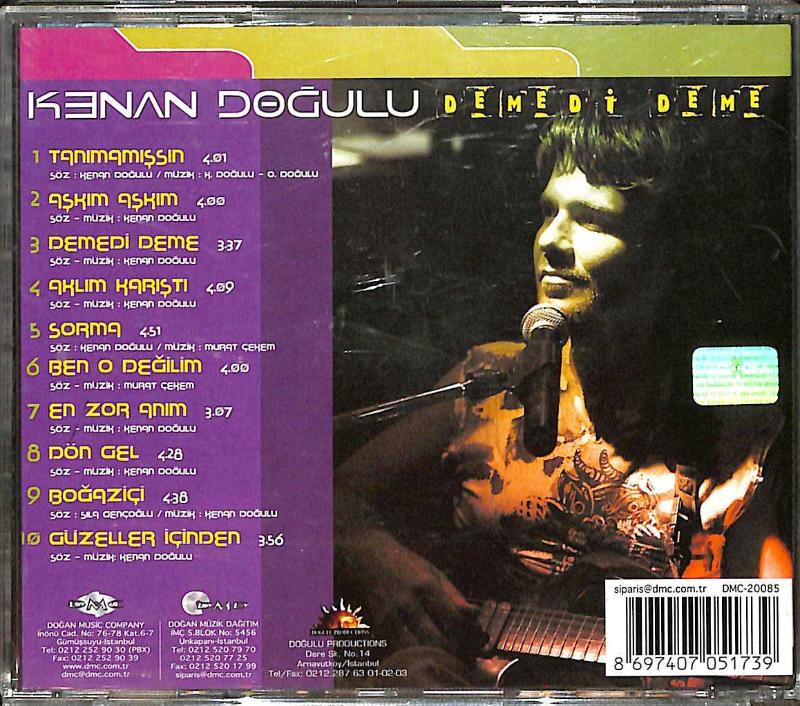 KENAN DOĞULU DEMEDİ DEME
1 TANIMAMIŞSIN 4.01
SÖZ : KENAN DOĞULU / MÜZİK : K. DOĞULU - O. DOĞULU
2 AŞKIM AŞKIM 4.00
SÖZ - MÜZİK : KENAN DOĞULU
3 DEMEDİ DEME 3.37
SÖZ - MÜZİK : KENAN DOĞULU
4 AKLIM KARIŞTI 4.09
SÖZ - MÜZİK : KENAN DOĞULU
5 SORMA 4.51
SÖZ : KENAN DOĞULU / MÜZİK : MURAT ÇEKEM
6 BEN O DEĞİLİM 4.00
SÖZ - MÜZİK : MURAT ÇEKEM
7 EN ZOR ANIM 3.07
SÖZ - MÜZİK : KENAN DOĞULU
8 DÖN GEL 4.28
SÖZ - MÜZİK : KENAN DOĞULU
9 BOĞAZİÇİ 4.38
SÖZ : SILA GENÇOĞLU / MÜZİK : KENAN DOĞULU
10 GÜZELLER İÇİNDEN 3.56
SÖZ - MÜZİK: KENAN DOĞULU
DMC
DOĞAN MUSIC COMPANY
İnönü Cad. No: 76-78 Kat.6-7
Gümüşsuyu-İstanbul
Tel: 0212 252 90 30 (PBX)
Fax: 0212 252 90 39
www.dmc.com.tr
dmc@dmc.com.tr
DOĞAN MÜZİK DAĞITIM
İMÇ 5.BLOK No: 5456
Unkapanı-İstanbul
Tel: 0212 520 79 70
0212 520 77 25
Fax: 0212 520 17 99
siparis@dmc.com.tr
DOĞULU PRODUCTIONS
DOĞULU PRODUCTIONS
Dere Sk. No.14
Arnavutköy/İstanbul
Tel/Fax: 0212.287 63 01-02-03
siparis@dmc.com.tr DMC-20085
8 697407 051739